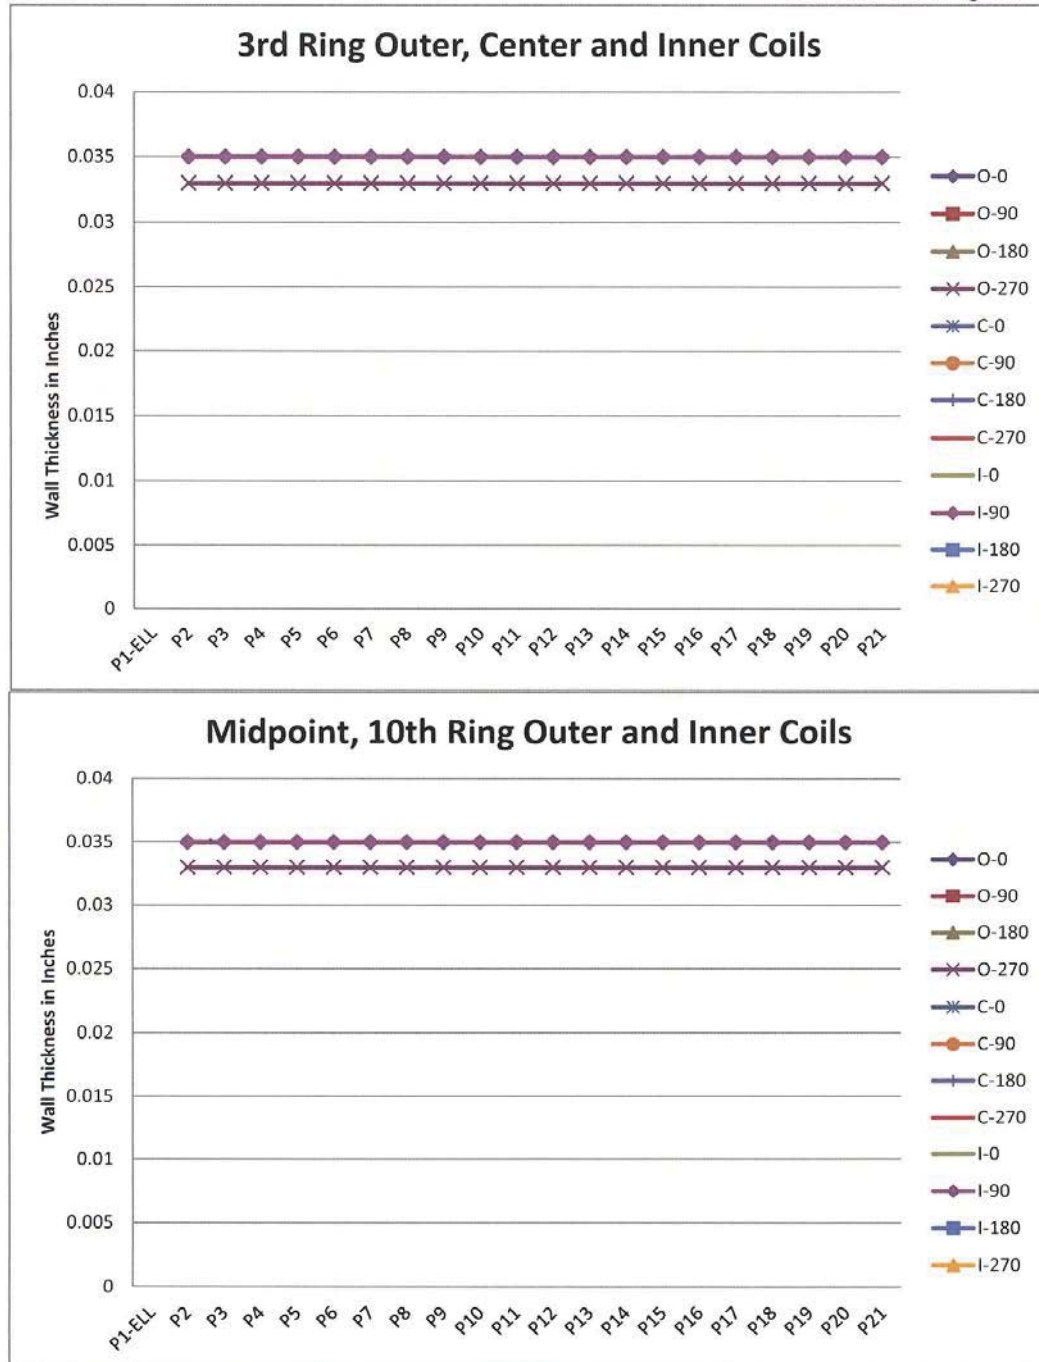 3rd Ring Outer, Center and Inner Coils
0.04
0.035
0.03
0.025
0.02
0.015
0.01
0.005
0
Wall Thickness in Inches
P1-ELL P2 P3 P4 P5 P6 P7 P8 P9 P10 P11 P12 P13 P14 P15 P16 P17 P18 P19 P20 P21
O-0
O-90
O-180
O-270
C-0
C-90
C-180
C-270
I-0
I-90
I-180
I-270
Midpoint, 10th Ring Outer and Inner Coils
0.04
0.035
0.03
0.025
0.02
0.015
0.01
0.005
0
Wall Thickness in Inches
P1-ELL P2 P3 P4 P5 P6 P7 P8 P9 P10 P11 P12 P13 P14 P15 P16 P17 P18 P19 P20 P21
O-0
O-90
O-180
O-270
C-0
C-90
C-180
C-270
I-0
I-90
I-180
I-270